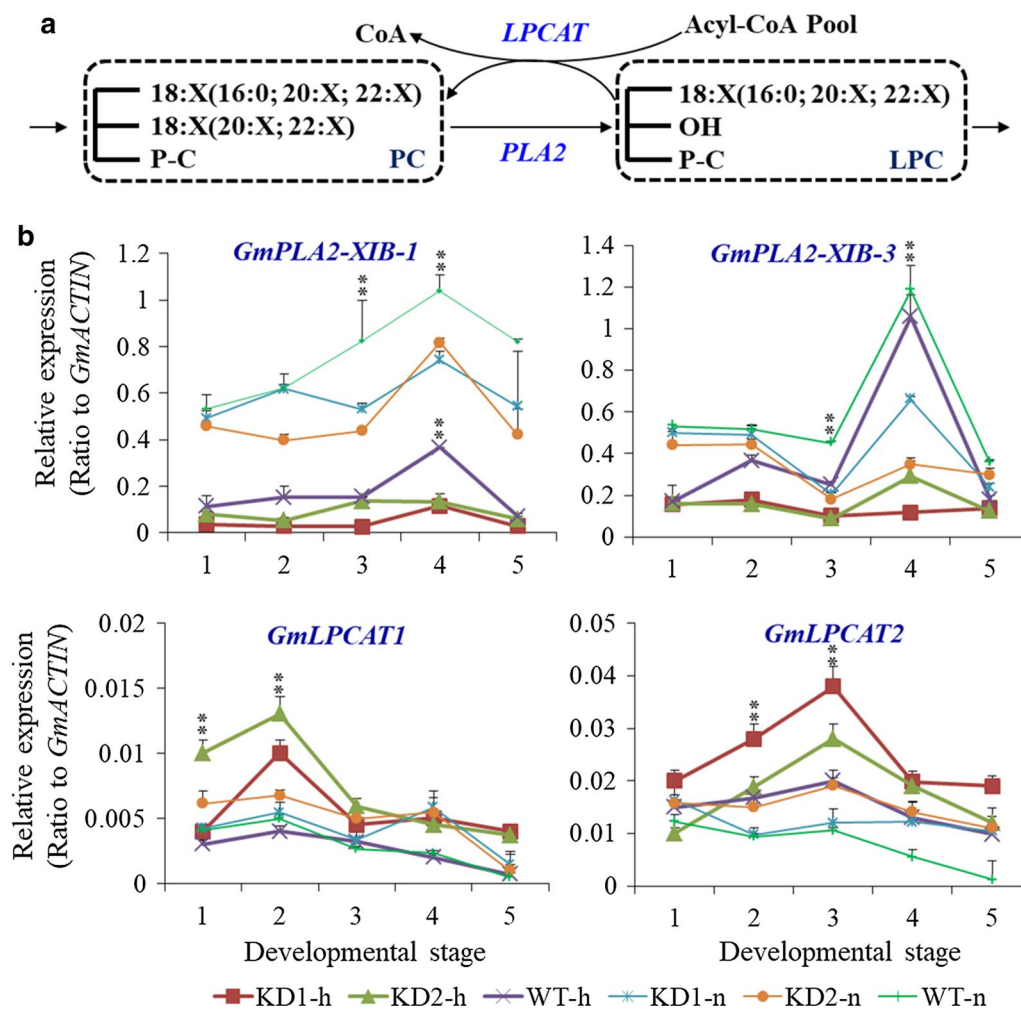 a
CoA
LPCAT
Acyl-CoA Pool
18:X(16:0; 20:X; 22:X)
18:X(20:X; 22:X)
P-C
PC
PLA2
18:X(16:0; 20:X; 22:X)
OH
P-C
LPC
b
GmPLA2-XIB-1
Relative expression
(Ratio to GmACTIN)
1.2
1
0.8
0.6
0.4
0.2
0
**
**
**
1 2 3 4 5
GmPLA2-XIB-3
1.4
1.2
1
0.8
0.6
0.4
0.2
0
**
**
1 2 3 4 5
GmLPCAT1
Relative expression
(Ratio to GmACTIN)
0.02
0.015
0.01
0.005
0
**
**
1 2 3 4 5
Developmental stage
GmLPCAT2
0.05
0.04
0.03
0.02
0.01
0
**
**
1 2 3 4 5
Developmental stage
KD1-h KD2-h WT-h KD1-n KD2-n WT-n